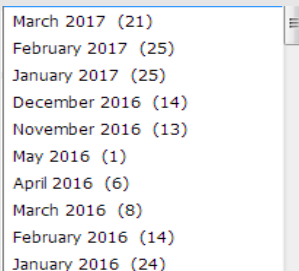 March 2017 (21)
February 2017 (25)
January 2017 (25)
December 2016 (14)
November 2016 (13)
May 2016 (1)
April 2016 (6)
March 2016 (8)
February 2016 (14)
January 2016 (24)